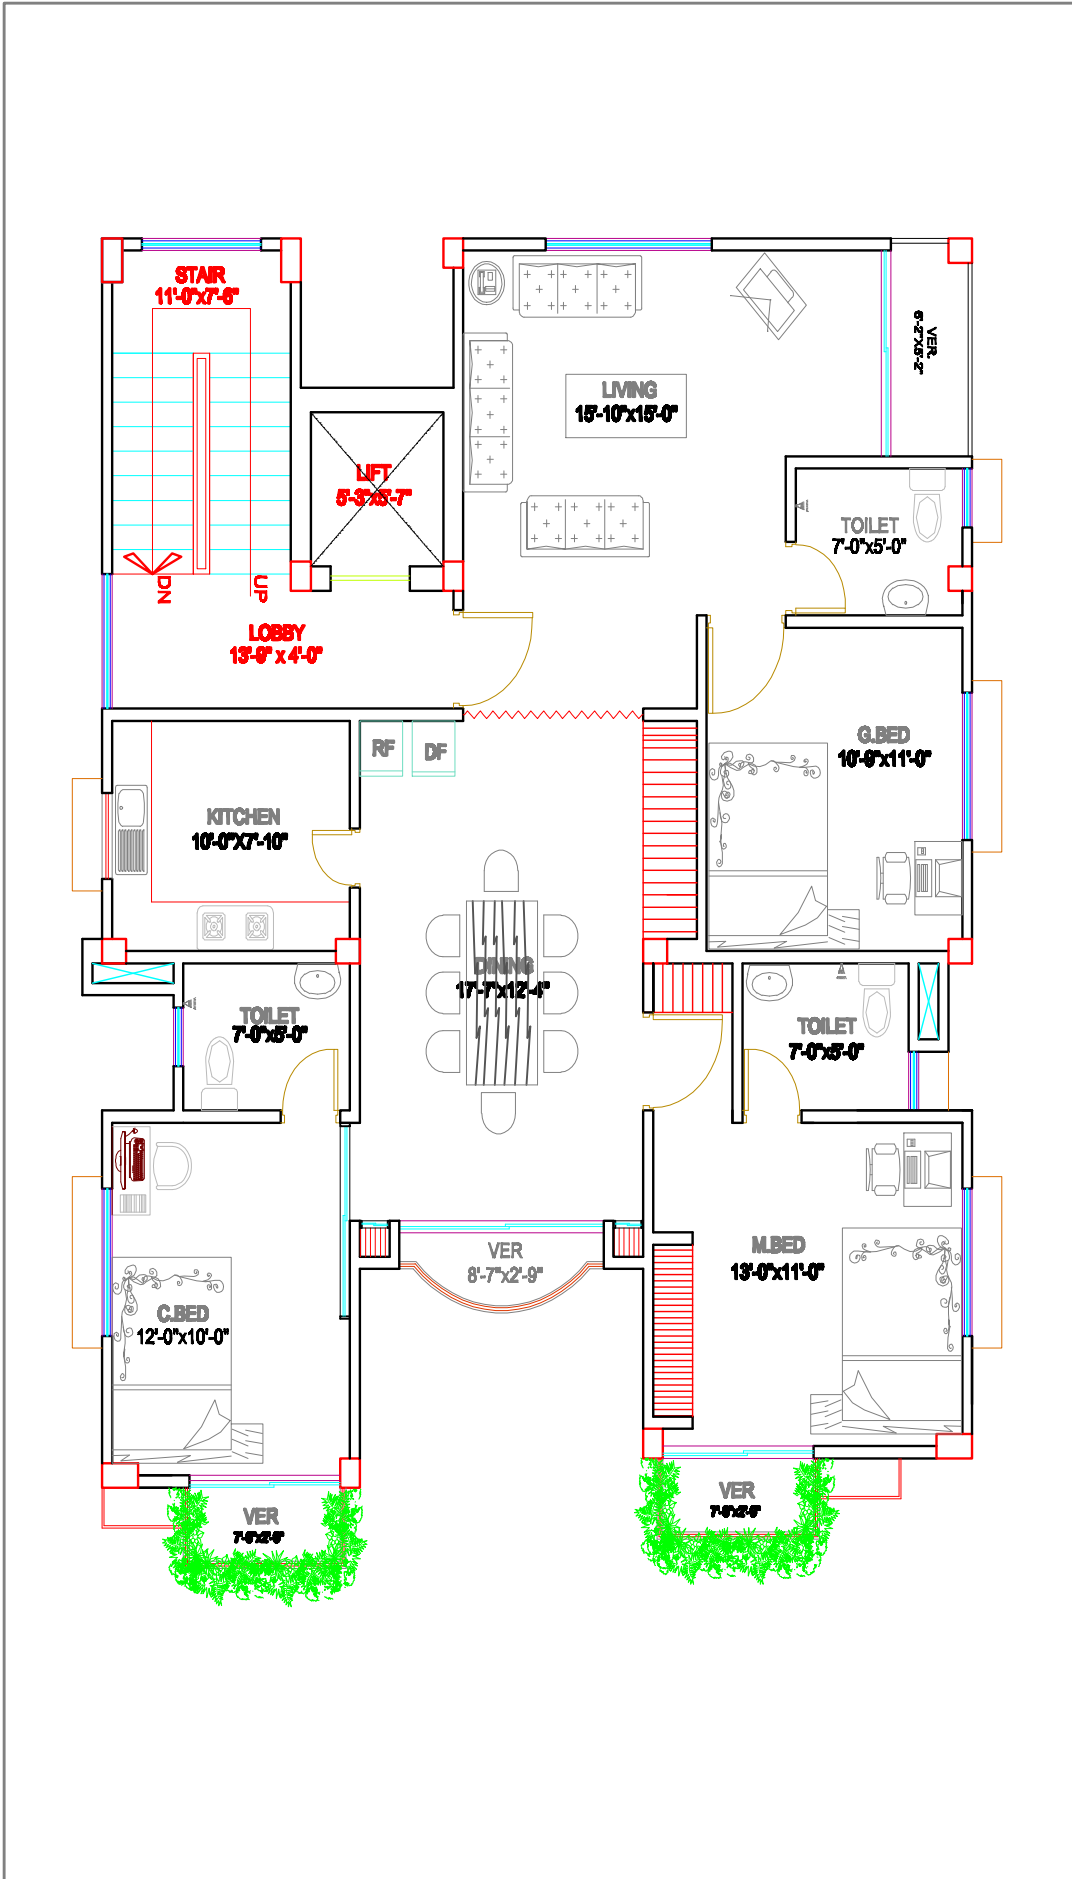 STAIR
11'-0"x7'-6"
VER.
6'-2"X5'-2"
LIVING
15'-10"x15'-0"
LIFT
5'-3"x5'-7"
TOILET
7'-0"x5'-0"
DN
UP
LOBBY
13'-9" x 4'-0"
G.BED
10'-9"x11'-0"
RF
DF
KITCHEN
10'-0"X7'-10"
DINING
17'-7"x12'-4"
TOILET
7'-0"x5'-0"
TOILET
7'-0"x5'-0"
VER
8'-7"x2'-9"
M.BED
13'-0"x11'-0"
C.BED
12'-0"x10'-0"
VER
VER